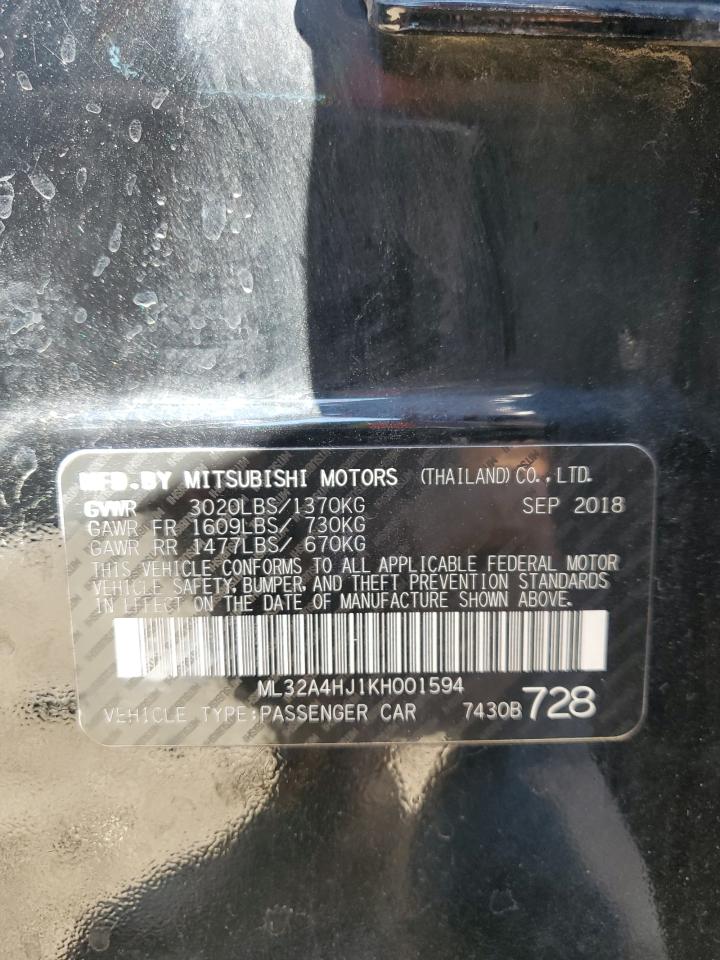 MFD.BY MITSUBISHI MOTORS (THAILAND)CO.,LTD.
GVWR 3020LBS/1370KG SEP 2018
GAWR FR 1609LBS/ 730KG
GAWR RR 1477LBS/ 670KG
THIS VEHICLE CONFORMS TO ALL APPLICABLE FEDERAL MOTOR
VEHICLE SAFETY, BUMPER, AND THEFT PREVENTION STANDARDS
IN EFFECT ON THE DATE OF MANUFACTURE SHOWN ABOVE.
ML32A4HJ1KH001594
VEHICLE TYPE:PASSENGER CAR 7430B 728